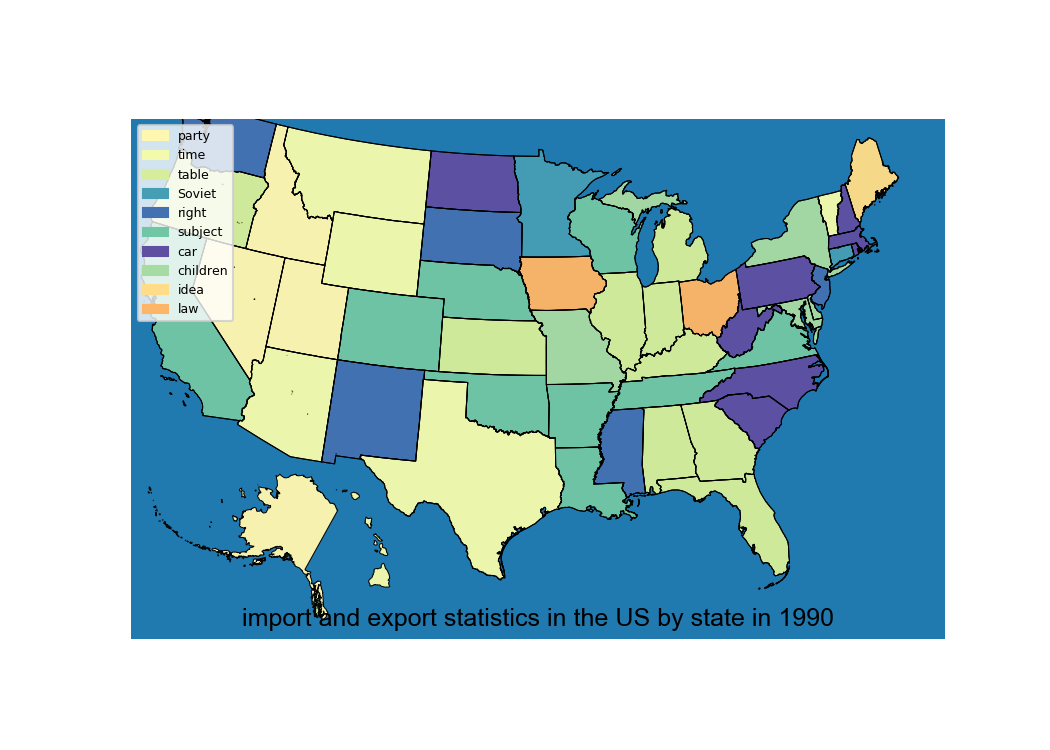 party
time
table
Soviet
right
subject
car
children
idea
law
import and export statistics in the US by state in 1990